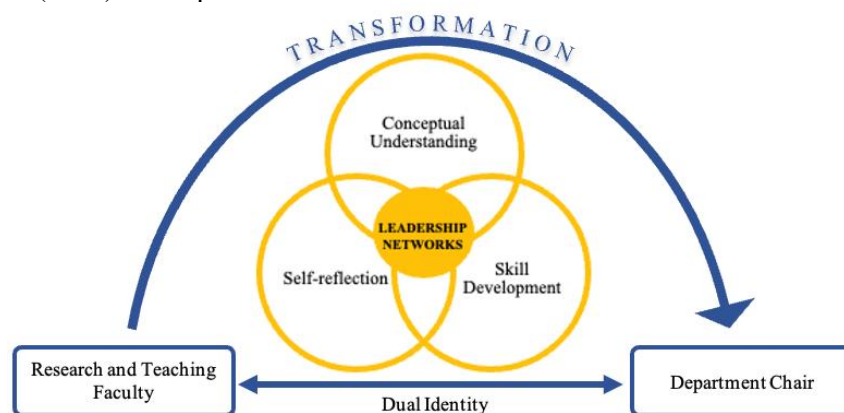 TRANSFORMATION
Conceptual
Understanding
LEADERSHIP
NETWORKS
Self-reflection
Skill
Development
Research and Teaching
Faculty
Dual Identity
Department Chair